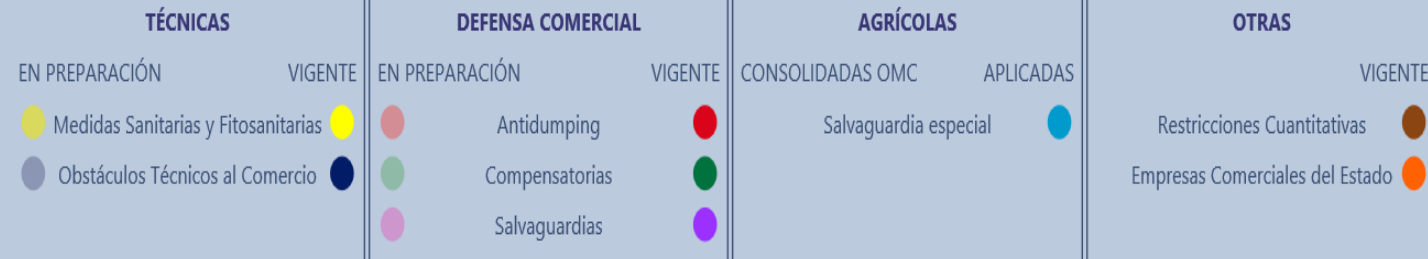 TÉCNICAS
EN PREPARACIÓN VIGENTE
Medidas Sanitarias y Fitosanitarias
Obstáculos Técnicos al Comercio
DEFENSA COMERCIAL
EN PREPARACIÓN VIGENTE
Antidumping
Compensatorias
Salvaguardias
AGRÍCOLAS
CONSOLIDADAS OMC APLICADAS
Salvaguardia especial
OTRAS
VIGENTE
Restricciones Cuantitativas
Empresas Comerciales del Estado